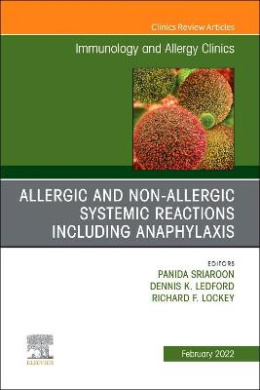 Clinics Review Articles
Immunology and Allergy Clinics
ALLERGIC AND NON-ALLERGIC
SYSTEMIC REACTIONS
INCLUDING ANAPHYLAXIS
EDITORS
PANIDA SRIAROON
DENNIS K. LEDFORD
RICHARD F. LOCKEY
ELSEVIER
February 2022